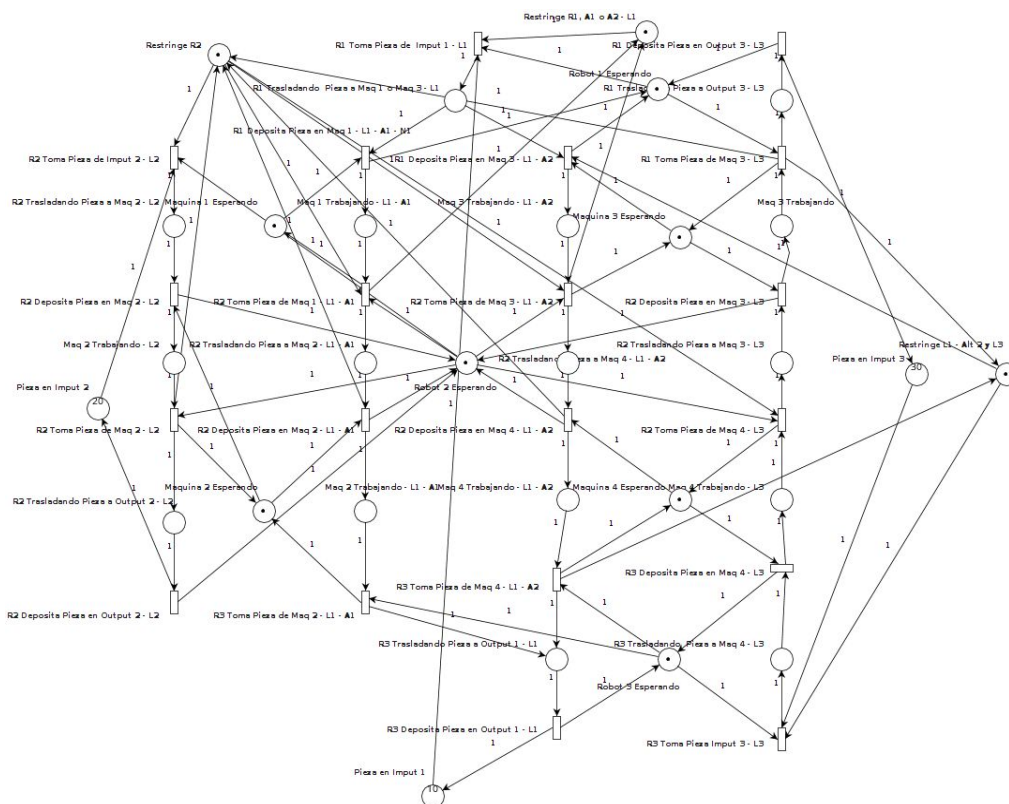 Restringe R1, A1 o A2 - L1
Restringe R2
R1 Toma Pieza de Imput 1 - L1
R1 Deposita Pieza en Output 3 - L3
Robot 1 Esperando
R1 Trasladando Pieza a Maq 1 o Maq 3 - L1
Pieza a Output 3 - L3
R1 Deposita Pieza en Maq 1 - L1 - A1 - N1
R2 Toma Pieza de Imput 2 - L2
R1 Deposita Pieza en Maq 3 - L1 - A2
R1 Toma Pieza de Maq 3 - L3
R2 Trasladando Pieza a Maq 2 - L2
Maquina 1 Esperando
Maq 1 Trabajando - L1 - A1
Maq 3 Trabajando - L1 - A2
Maq 3 Trabajando
Maquina 3 Esperando
R2 Deposita Pieza en Maq 2 - L2
R2 Toma Pieza de Maq 1 - L1 - A1
R2 Toma Pieza de Maq 3 - L1 - A2
R2 Deposita Pieza en Maq 3 - L3
Maq 2 Trabajando - L2
R2 Trasladando Pieza a Maq 2 - L1 - A1
R2 Trasladando Pieza a Maq 3 - L3
Restringe L1 - Alt 2 y L3
R2 Trasladando Pieza a Maq 4 - L1 - A2
Pieza en Imput 3
30
Pieza en Imput 2
Robot 2 Esperando
20
R2 Toma Pieza de Maq 2 - L2
R2 Deposita Pieza en Maq 2 - L1 - A1
R2 Deposita Pieza en Maq 4 - L1 - A2
R2 Toma Pieza de Maq 4 - L3
Maquina 2 Esperando
Maq 2 Trabajando - L1 - A1
Maq 4 Trabajando - L1 - A2
Maquina 4 Esperando
Maq 4 Trabajando - L3
R2 Trasladando Pieza a Output 2 - L2
R3 Toma Pieza de Maq 4 - L1 - A2
R3 Deposita Pieza en Maq 4 - L3
R2 Deposita Pieza en Output 2 - L2
R3 Toma Pieza de Maq 2 - L1 - A1
R3 Trasladando Pieza a Output 1 - L1
R3 Trasladando Pieza a Maq 4 - L3
Robot 3 Esperando
R3 Deposita Pieza en Output 1 - L1
R3 Toma Pieza Imput 3 - L3
Pieza en Imput 1
10